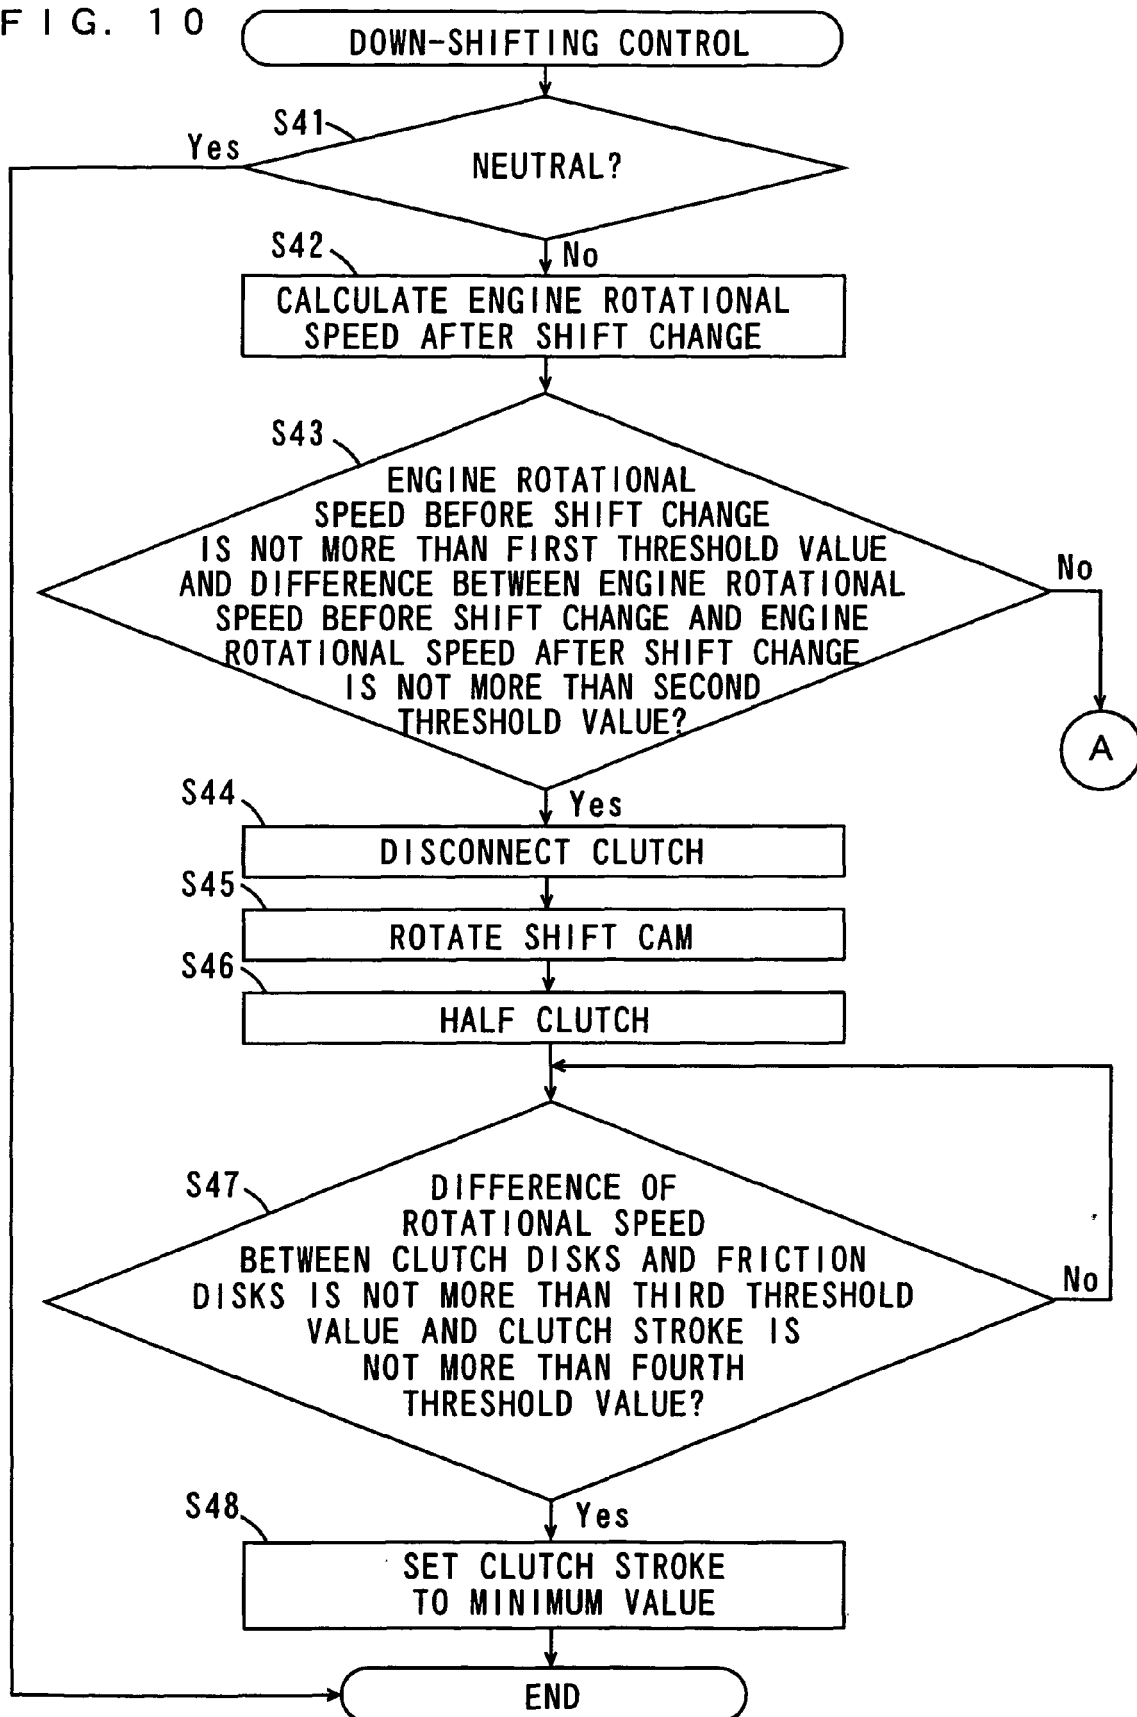 FIG. 10
DOWN-SHIFTING CONTROL
S41
Yes
NEUTRAL?
S42
No
CALCULATE ENGINE ROTATIONAL
SPEED AFTER SHIFT CHANGE
S43
ENGINE ROTATIONAL
SPEED BEFORE SHIFT CHANGE
IS NOT MORE THAN FIRST THRESHOLD VALUE
AND DIFFERENCE BETWEEN ENGINE ROTATIONAL
SPEED BEFORE SHIFT CHANGE AND ENGINE
ROTATIONAL SPEED AFTER SHIFT CHANGE
IS NOT MORE THAN SECOND
THRESHOLD VALUE?
No
A
S44
Yes
DISCONNECT CLUTCH
S45
ROTATE SHIFT CAM
S46
HALF CLUTCH
S47
DIFFERENCE OF
ROTATIONAL SPEED
BETWEEN CLUTCH DISKS AND FRICTION
DISKS IS NOT MORE THAN THIRD THRESHOLD
VALUE AND CLUTCH STROKE IS
NOT MORE THAN FOURTH
THRESHOLD VALUE?
No
S48
Yes
SET CLUTCH STROKE
TO MINIMUM VALUE
END